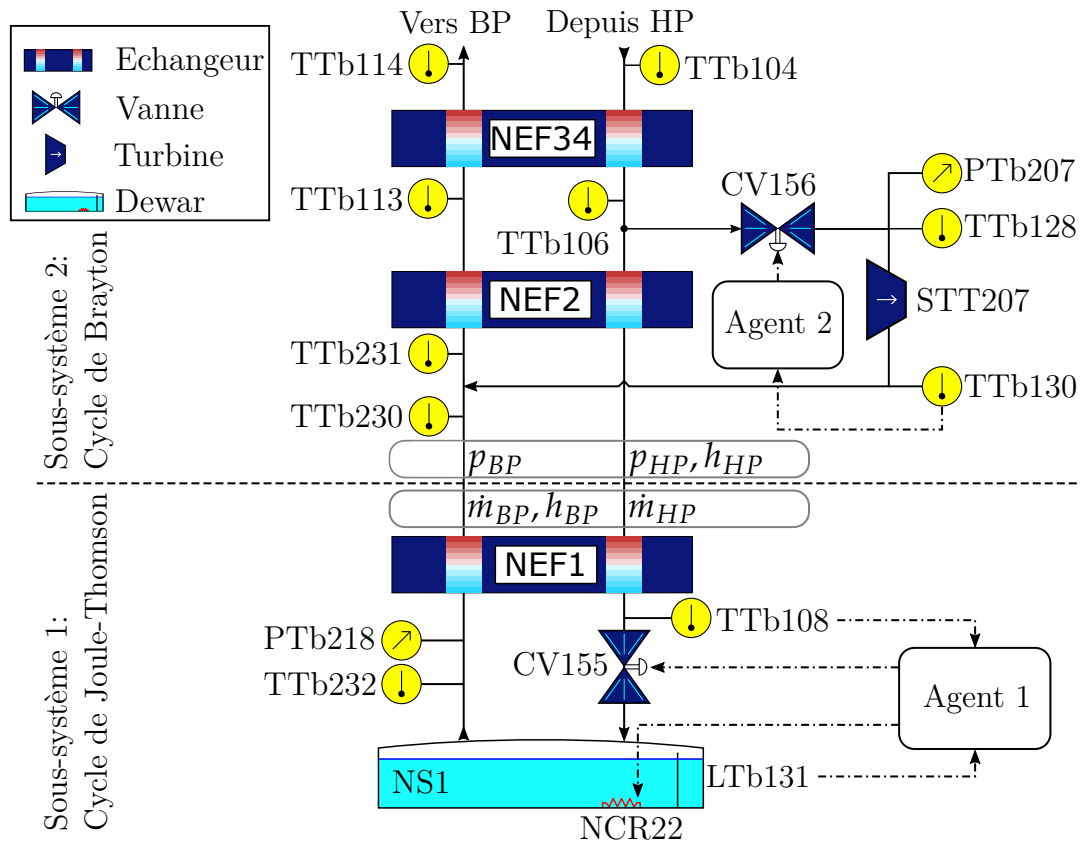 Vers BP
Depuis HP
Echangeur
Vanne
Turbine
Dewar
TTb114
TTb104
NEF34
TTb113
TTb106
CV156
PTb207
TTb128
NEF2
Agent 2
STT207
TTb231
TTb130
TTb230
Sous-système 2:
Cycle de Brayton
p_BP
p_HP, h_HP
ṁ_BP, h_BP
ṁ_HP
NEF1
Sous-système 1:
Cycle de Joule-Thomson
TTb108
PTb218
CV155
TTb232
Agent 1
NS1
LTb131
NCR22